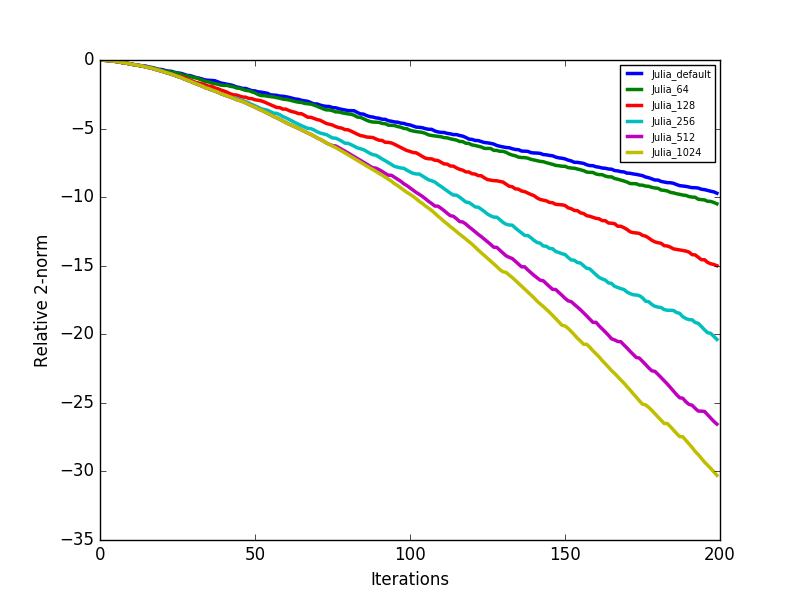 0
−5
−10
−15
−20
−25
−30
−35
Relative 2-norm
Julia_default
Julia_64
Julia_128
Julia_256
Julia_512
Julia_1024
0 50 100 150 200
Iterations